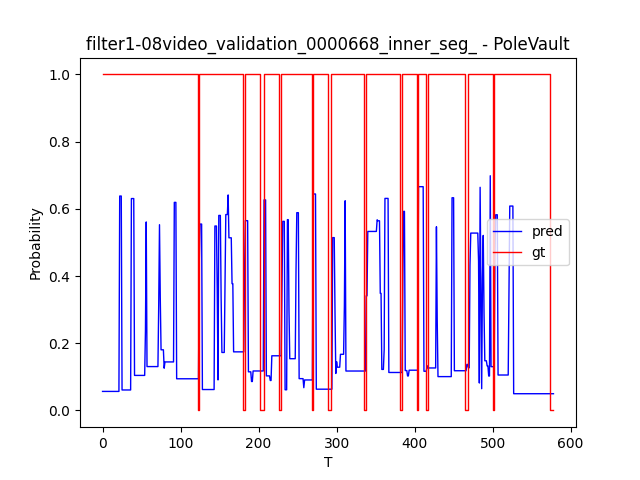 filter1-08video_validation_0000668_inner_seg_ - PoleVault
1.0
0.8
0.6
0.4
0.2
0.0
Probability
pred
gt
0 100 200 300 400 500 600
T